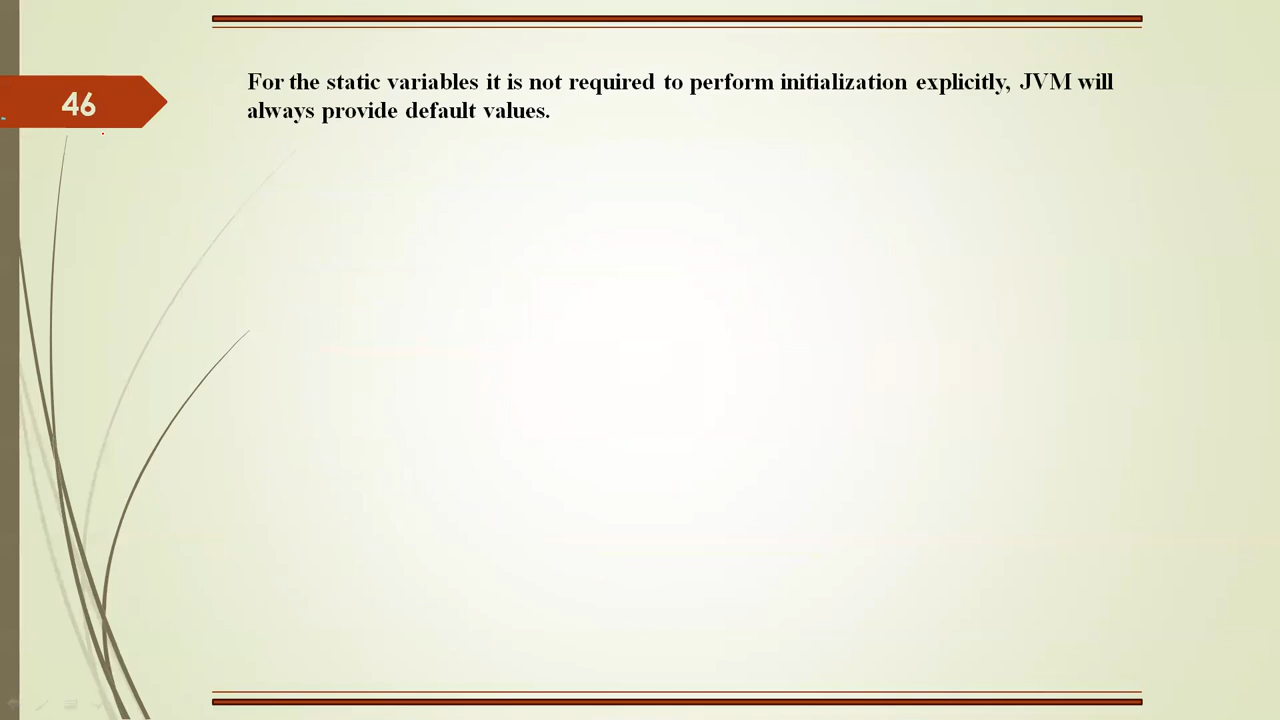 46
For the static variables it is not required to perform initialization explicitly, JVM will
always provide default values.